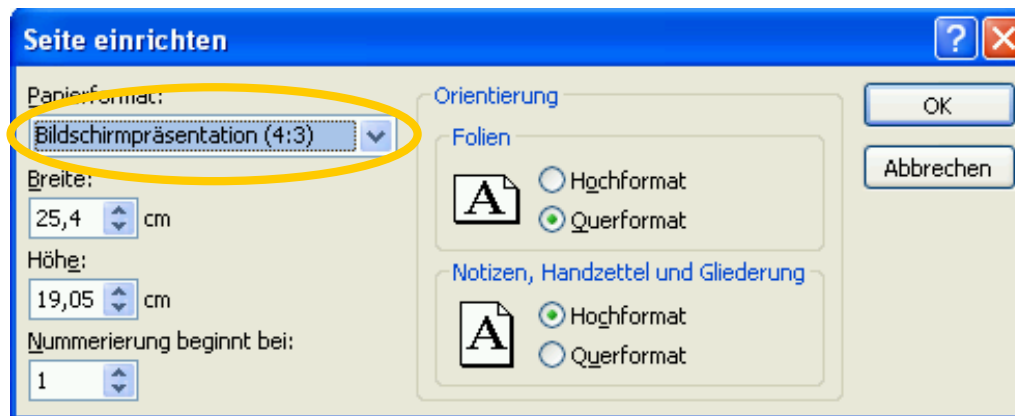 Seite einrichten
Panierformat:
Bildschirmpräsentation (4:3)
Breite:
25,4 cm
Höhe:
19,05 cm
Nummerierung beginnt bei:
1
Orientierung
Folien
A
Hochformat
Querformat
Notizen, Handzettel und Gliederung
A
Hochformat
Querformat
OK
Abbrechen